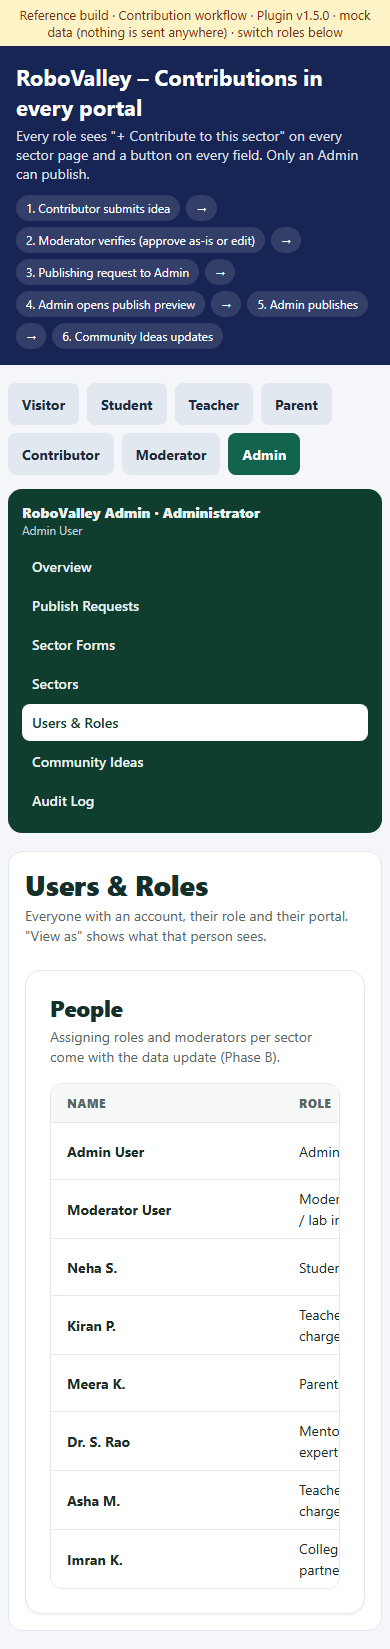 Reference build · Contribution workflow · Plugin v1.5.0 · mock
data (nothing is sent anywhere) · switch roles below
RoboValley – Contributions in
every portal
Every role sees "+ Contribute to this sector" on every
sector page and a button on every field. Only an Admin
can publish.
1. Contributor submits idea →
2. Moderator verifies (approve as-is or edit) →
3. Publishing request to Admin →
4. Admin opens publish preview → 5. Admin publishes
→ 6. Community Ideas updates
Visitor Student Teacher Parent
Contributor Moderator Admin
RoboValley Admin · Administrator
Admin User
Overview
Publish Requests
Sector Forms
Sectors
Users & Roles
Community Ideas
Audit Log
Users & Roles
Everyone with an account, their role and their portal.
"View as" shows what that person sees.
People
Assigning roles and moderators per sector
come with the data update (Phase B).
NAME ROLE
Admin User Admin
Moderator User Moder
/ lab in
Neha S. Studen
Kiran P. Teache
charge
Meera K. Parent
Dr. S. Rao Mento
expert
Asha M. Teache
charge
Imran K. Colleg
partne